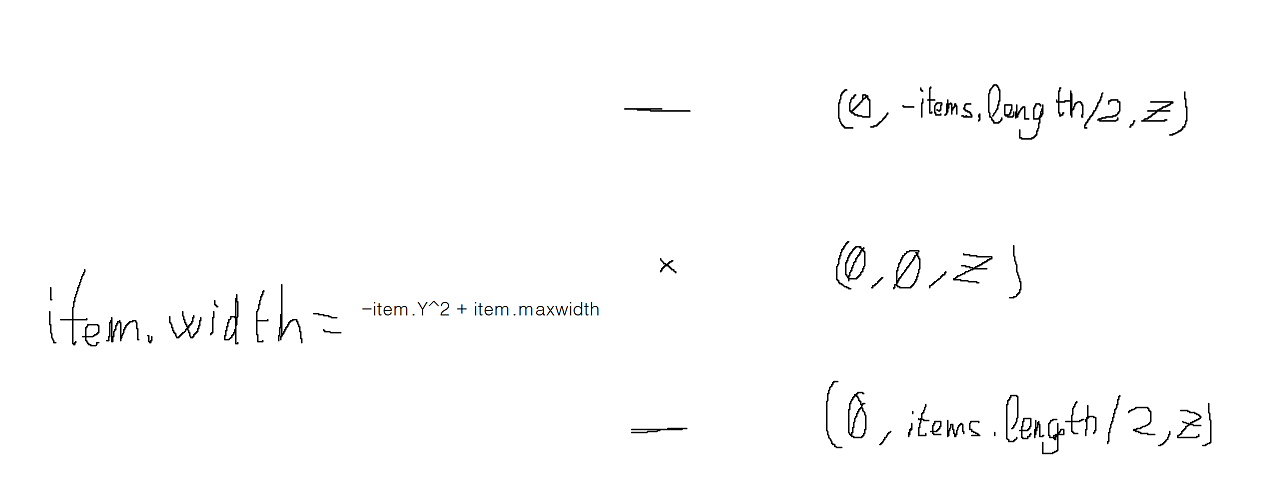 — (0, -items.length/2, z)
× (0, 0, z)
item.width= -item.Y^2 + item.maxwidth
— (0, items.length/2, z)